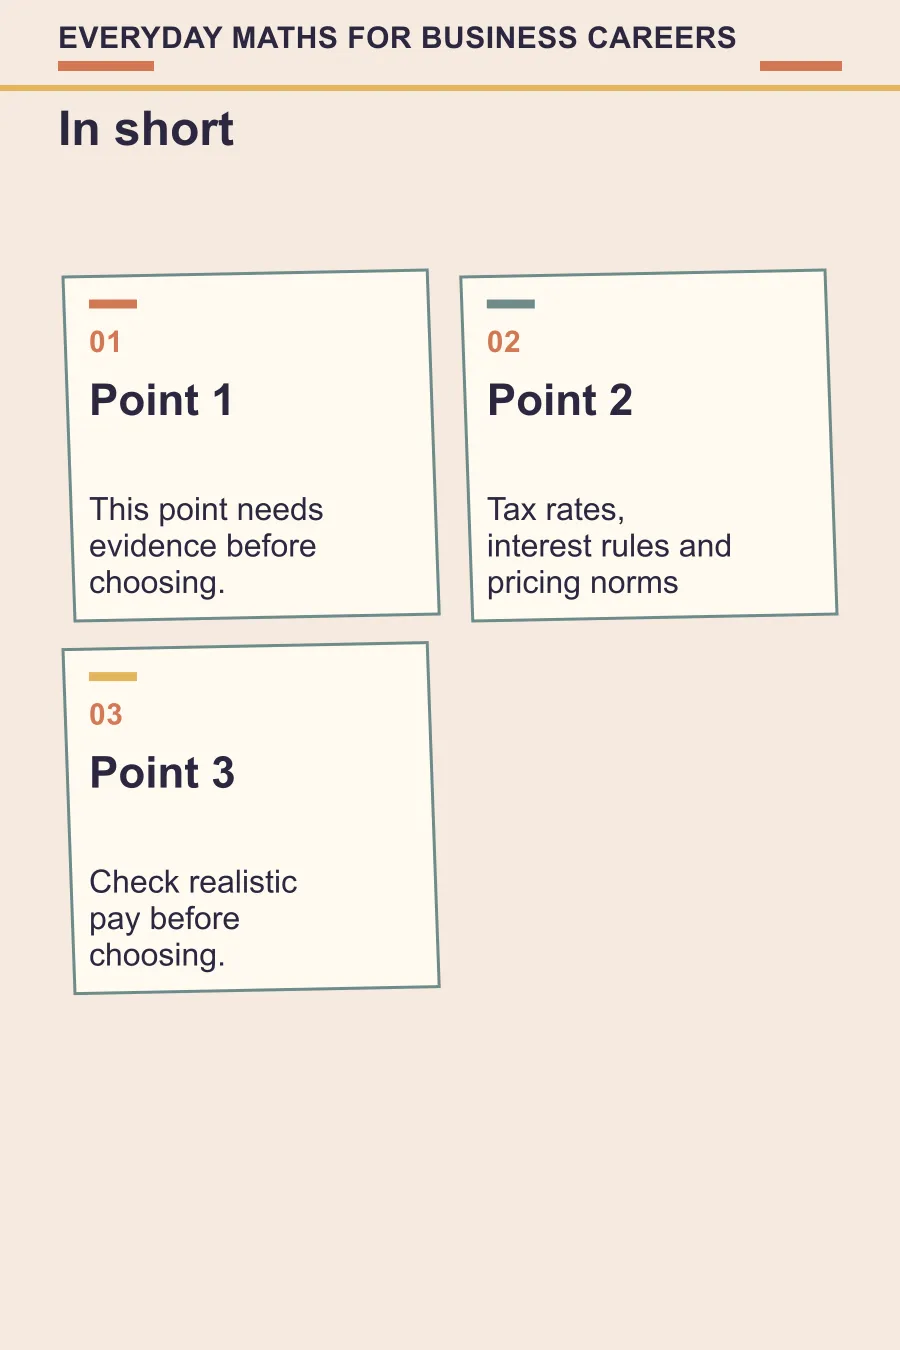 EVERYDAY MATHS FOR BUSINESS CAREERS
In short
01
Point 1
This point needs
evidence before
choosing.
02
Point 2
Tax rates,
interest rules and
pricing norms
03
Point 3
Check realistic
pay before
choosing.